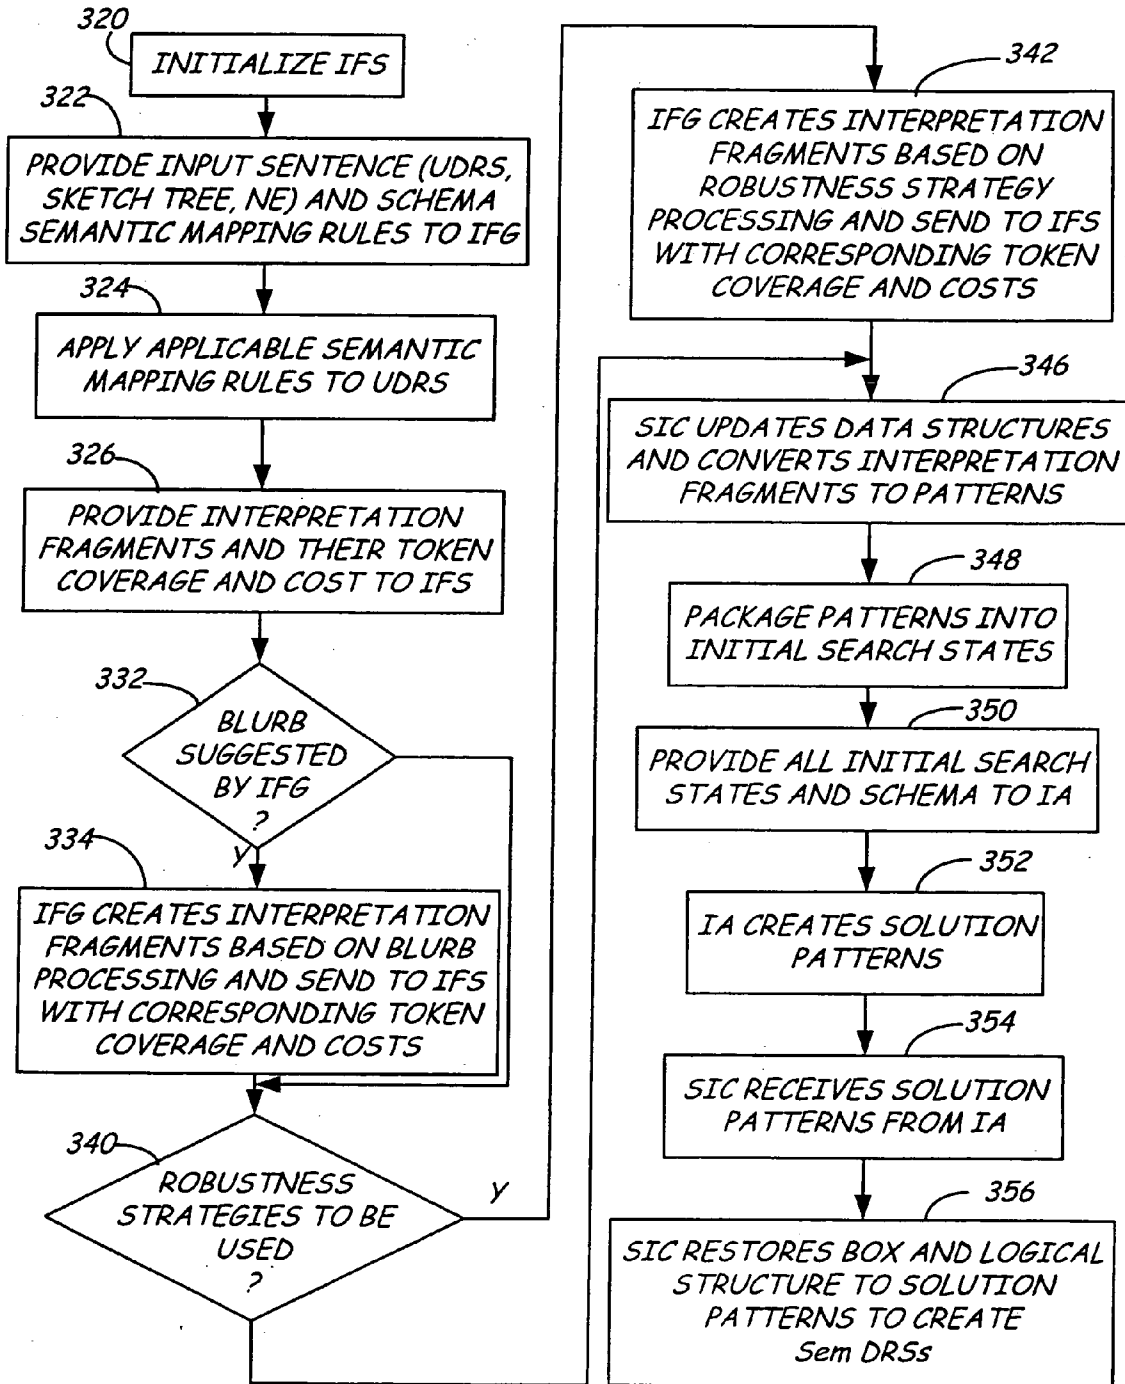 320
INITIALIZE IFS
322
PROVIDE INPUT SENTENCE (UDRS,
SKETCH TREE, NE) AND SCHEMA
SEMANTIC MAPPING RULES TO IFG
324
APPLY APPLICABLE SEMANTIC
MAPPING RULES TO UDRS
326
PROVIDE INTERPRETATION
FRAGMENTS AND THEIR TOKEN
COVERAGE AND COST TO IFS
332
BLURB
SUGGESTED
BY IFG
?
Y
334
IFG CREATES INTERPRETATION
FRAGMENTS BASED ON BLURB
PROCESSING AND SEND TO IFS
WITH CORRESPONDING TOKEN
COVERAGE AND COSTS
340
ROBUSTNESS
STRATEGIES TO BE
USED
?
Y
342
IFG CREATES INTERPRETATION
FRAGMENTS BASED ON
ROBUSTNESS STRATEGY
PROCESSING AND SEND TO IFS
WITH CORRESPONDING TOKEN
COVERAGE AND COSTS
346
SIC UPDATES DATA STRUCTURES
AND CONVERTS INTERPRETATION
FRAGMENTS TO PATTERNS
348
PACKAGE PATTERNS INTO
INITIAL SEARCH STATES
350
PROVIDE ALL INITIAL SEARCH
STATES AND SCHEMA TO IA
352
IA CREATES SOLUTION
PATTERNS
354
SIC RECEIVES SOLUTION
PATTERNS FROM IA
356
SIC RESTORES BOX AND LOGICAL
STRUCTURE TO SOLUTION
PATTERNS TO CREATE
Sem DRSs